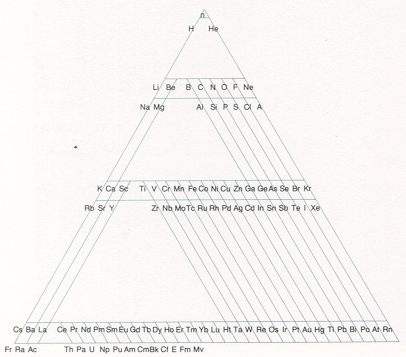 n
H He
Li Be B C N O F Ne
Na Mg Al Si P S Cl A
K Ca Sc Ti V Cr Mn Fe Co Ni Cu Zn Ga Ge As Se Br Kr
Rb Sr Y Zr Nb Mo Tc Ru Rh Pd Ag Cd In Sn Sb Te I Xe
Cs Ba La Ce Pr Nd Pm Sm Eu Gd Tb Dy Ho Er Tm Yb Lu Ht Ta W Re Os Ir Pt Au Hg Tl Pb Bi Po At Rn
Fr Ra Ac Th Pa U Np Pu Am Cm Bk Cf E Fm Mv